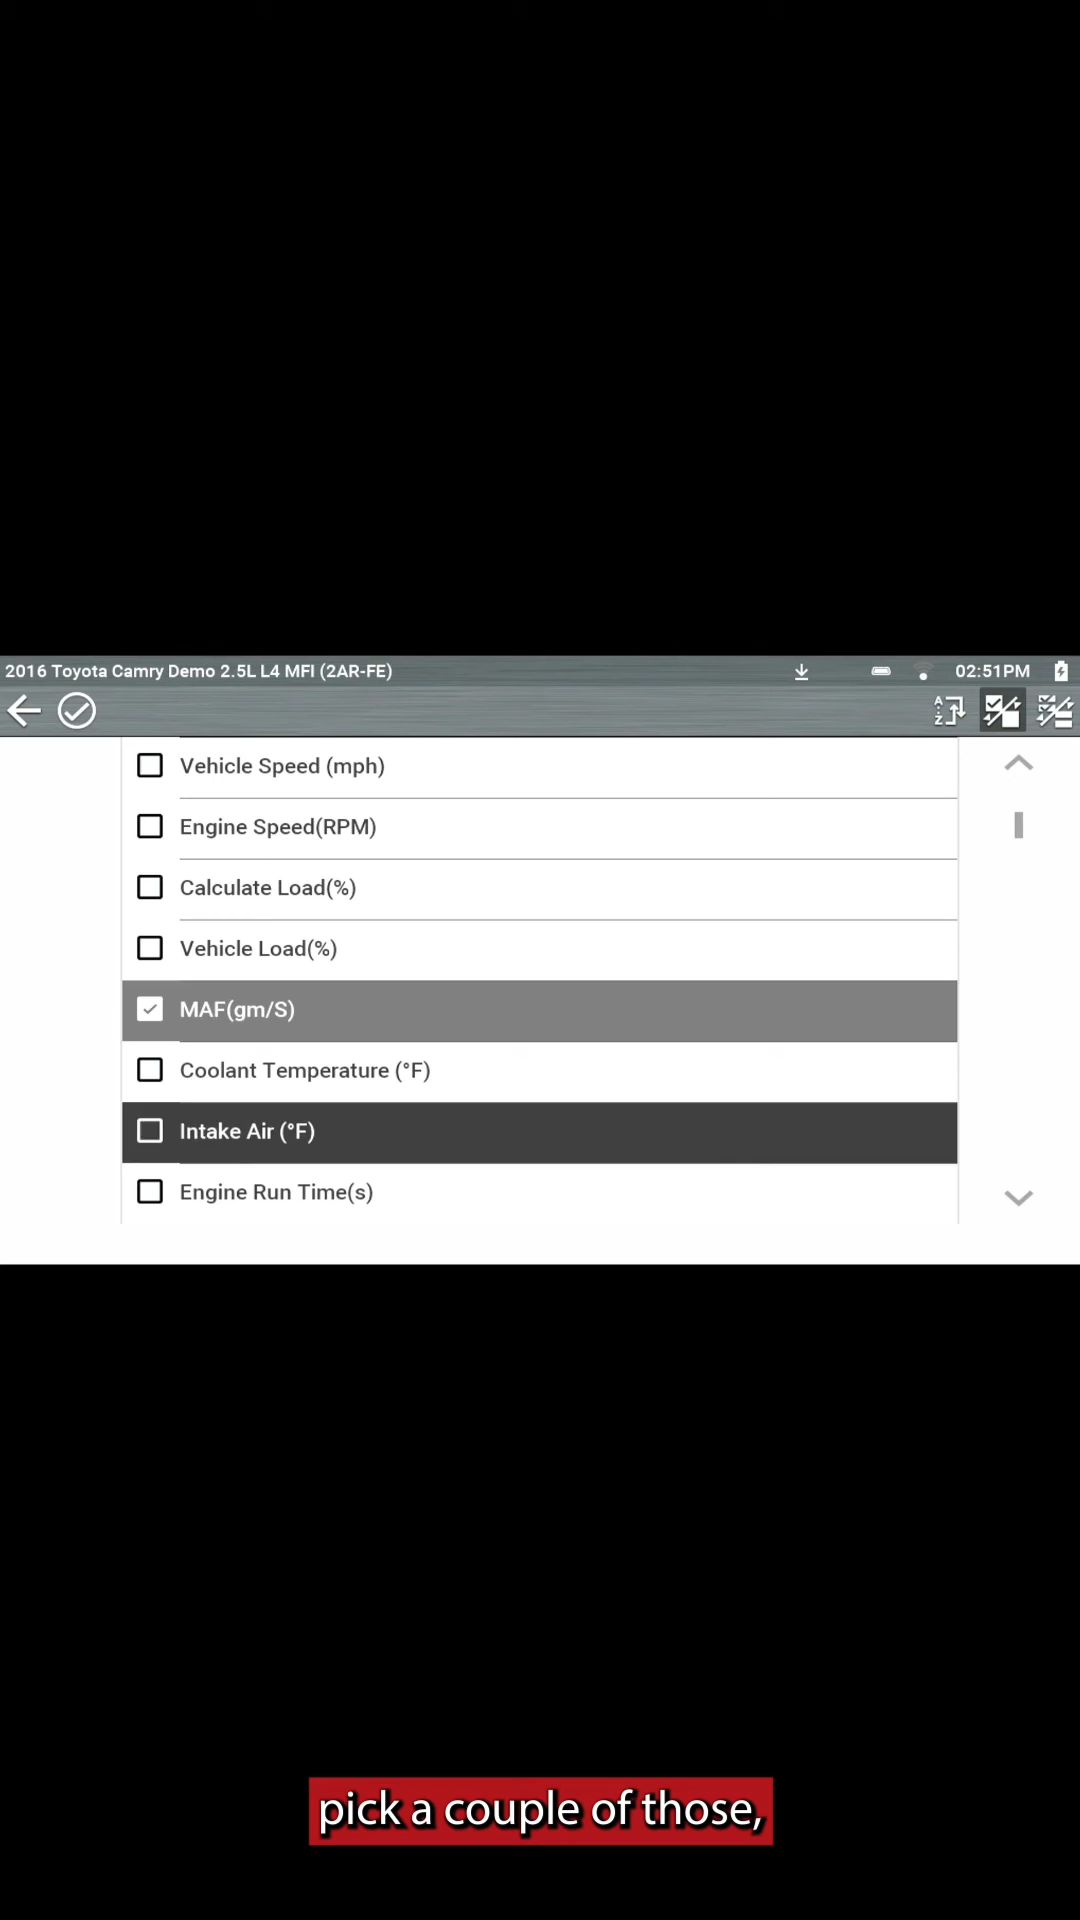 2016 Toyota Camry Demo 2.5L L4 MFI (2AR-FE) 02:51PM
A
Z
Vehicle Speed (mph)
Engine Speed(RPM)
Calculate Load(%)
Vehicle Load(%)
MAF(gm/S)
Coolant Temperature (°F)
Intake Air (°F)
Engine Run Time(s)
pick a couple of those,